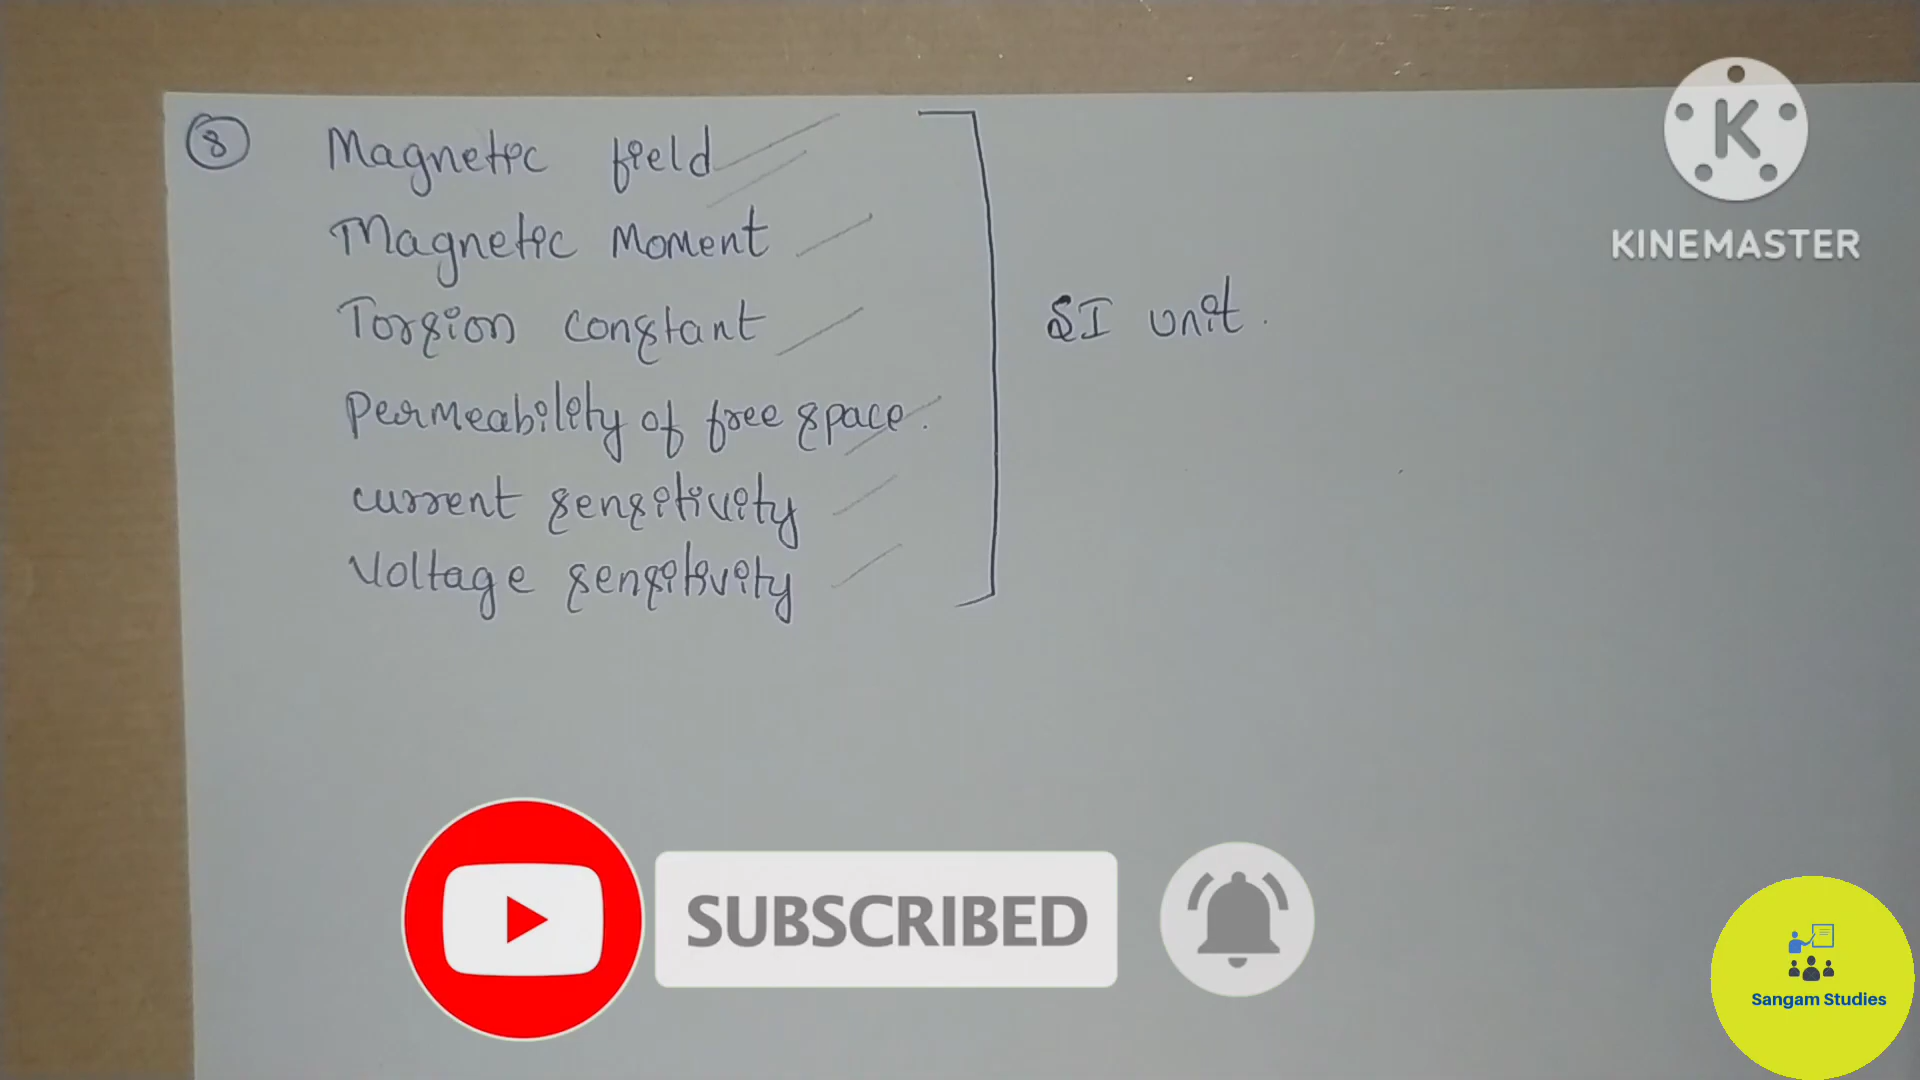 8 Magnetic field
Magnetic Moment
Torsion constant
Permeability of free space.
current sensitivity
Voltage sensitivity
SI unit.
K
KINEMASTER
SUBSCRIBED
Sangam Studies